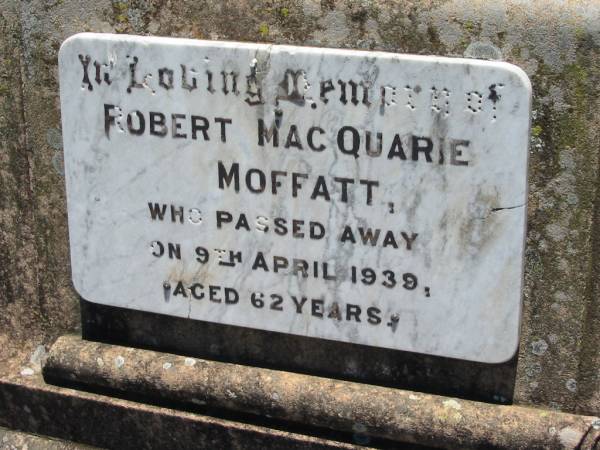 In Loving Memory of
ROBERT MACQUARIE
MOFFATT,
WHO PASSED AWAY
ON 9TH APRIL 1939,
AGED 62 YEARS.